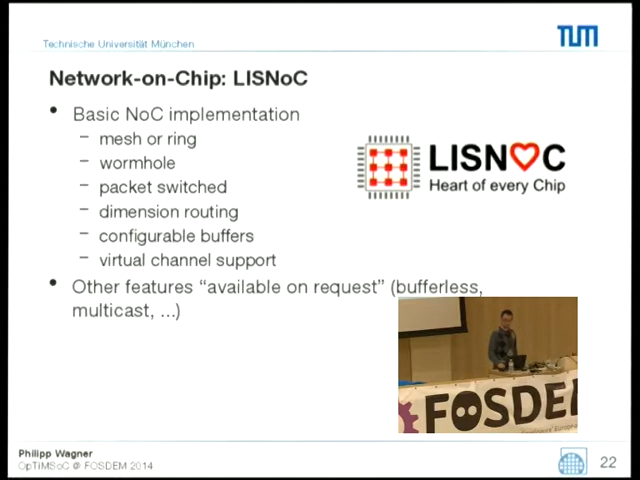 Technische Universität München
TUM
Network-on-Chip: LISNoC
• Basic NoC implementation
– mesh or ring
– wormhole
– packet switched
– dimension routing
– configurable buffers
– virtual channel support
• Other features “available on request” (bufferless,
multicast, ...)
LISNOC
Heart of every Chip
FOSDEM
Philipp Wagner
OpTiMSoC @ FOSDEM 2014
22